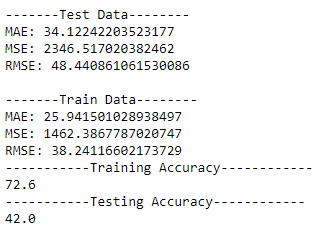 -------Test Data--------
MAE: 34.12242203523177
MSE: 2346.517020382462
RMSE: 48.440861061530086

-------Train Data--------
MAE: 25.941501028938497
MSE: 1462.3867787020747
RMSE: 38.24116602173729
-----------Training Accuracy------------
72.6
-----------Testing Accuracy------------
42.0